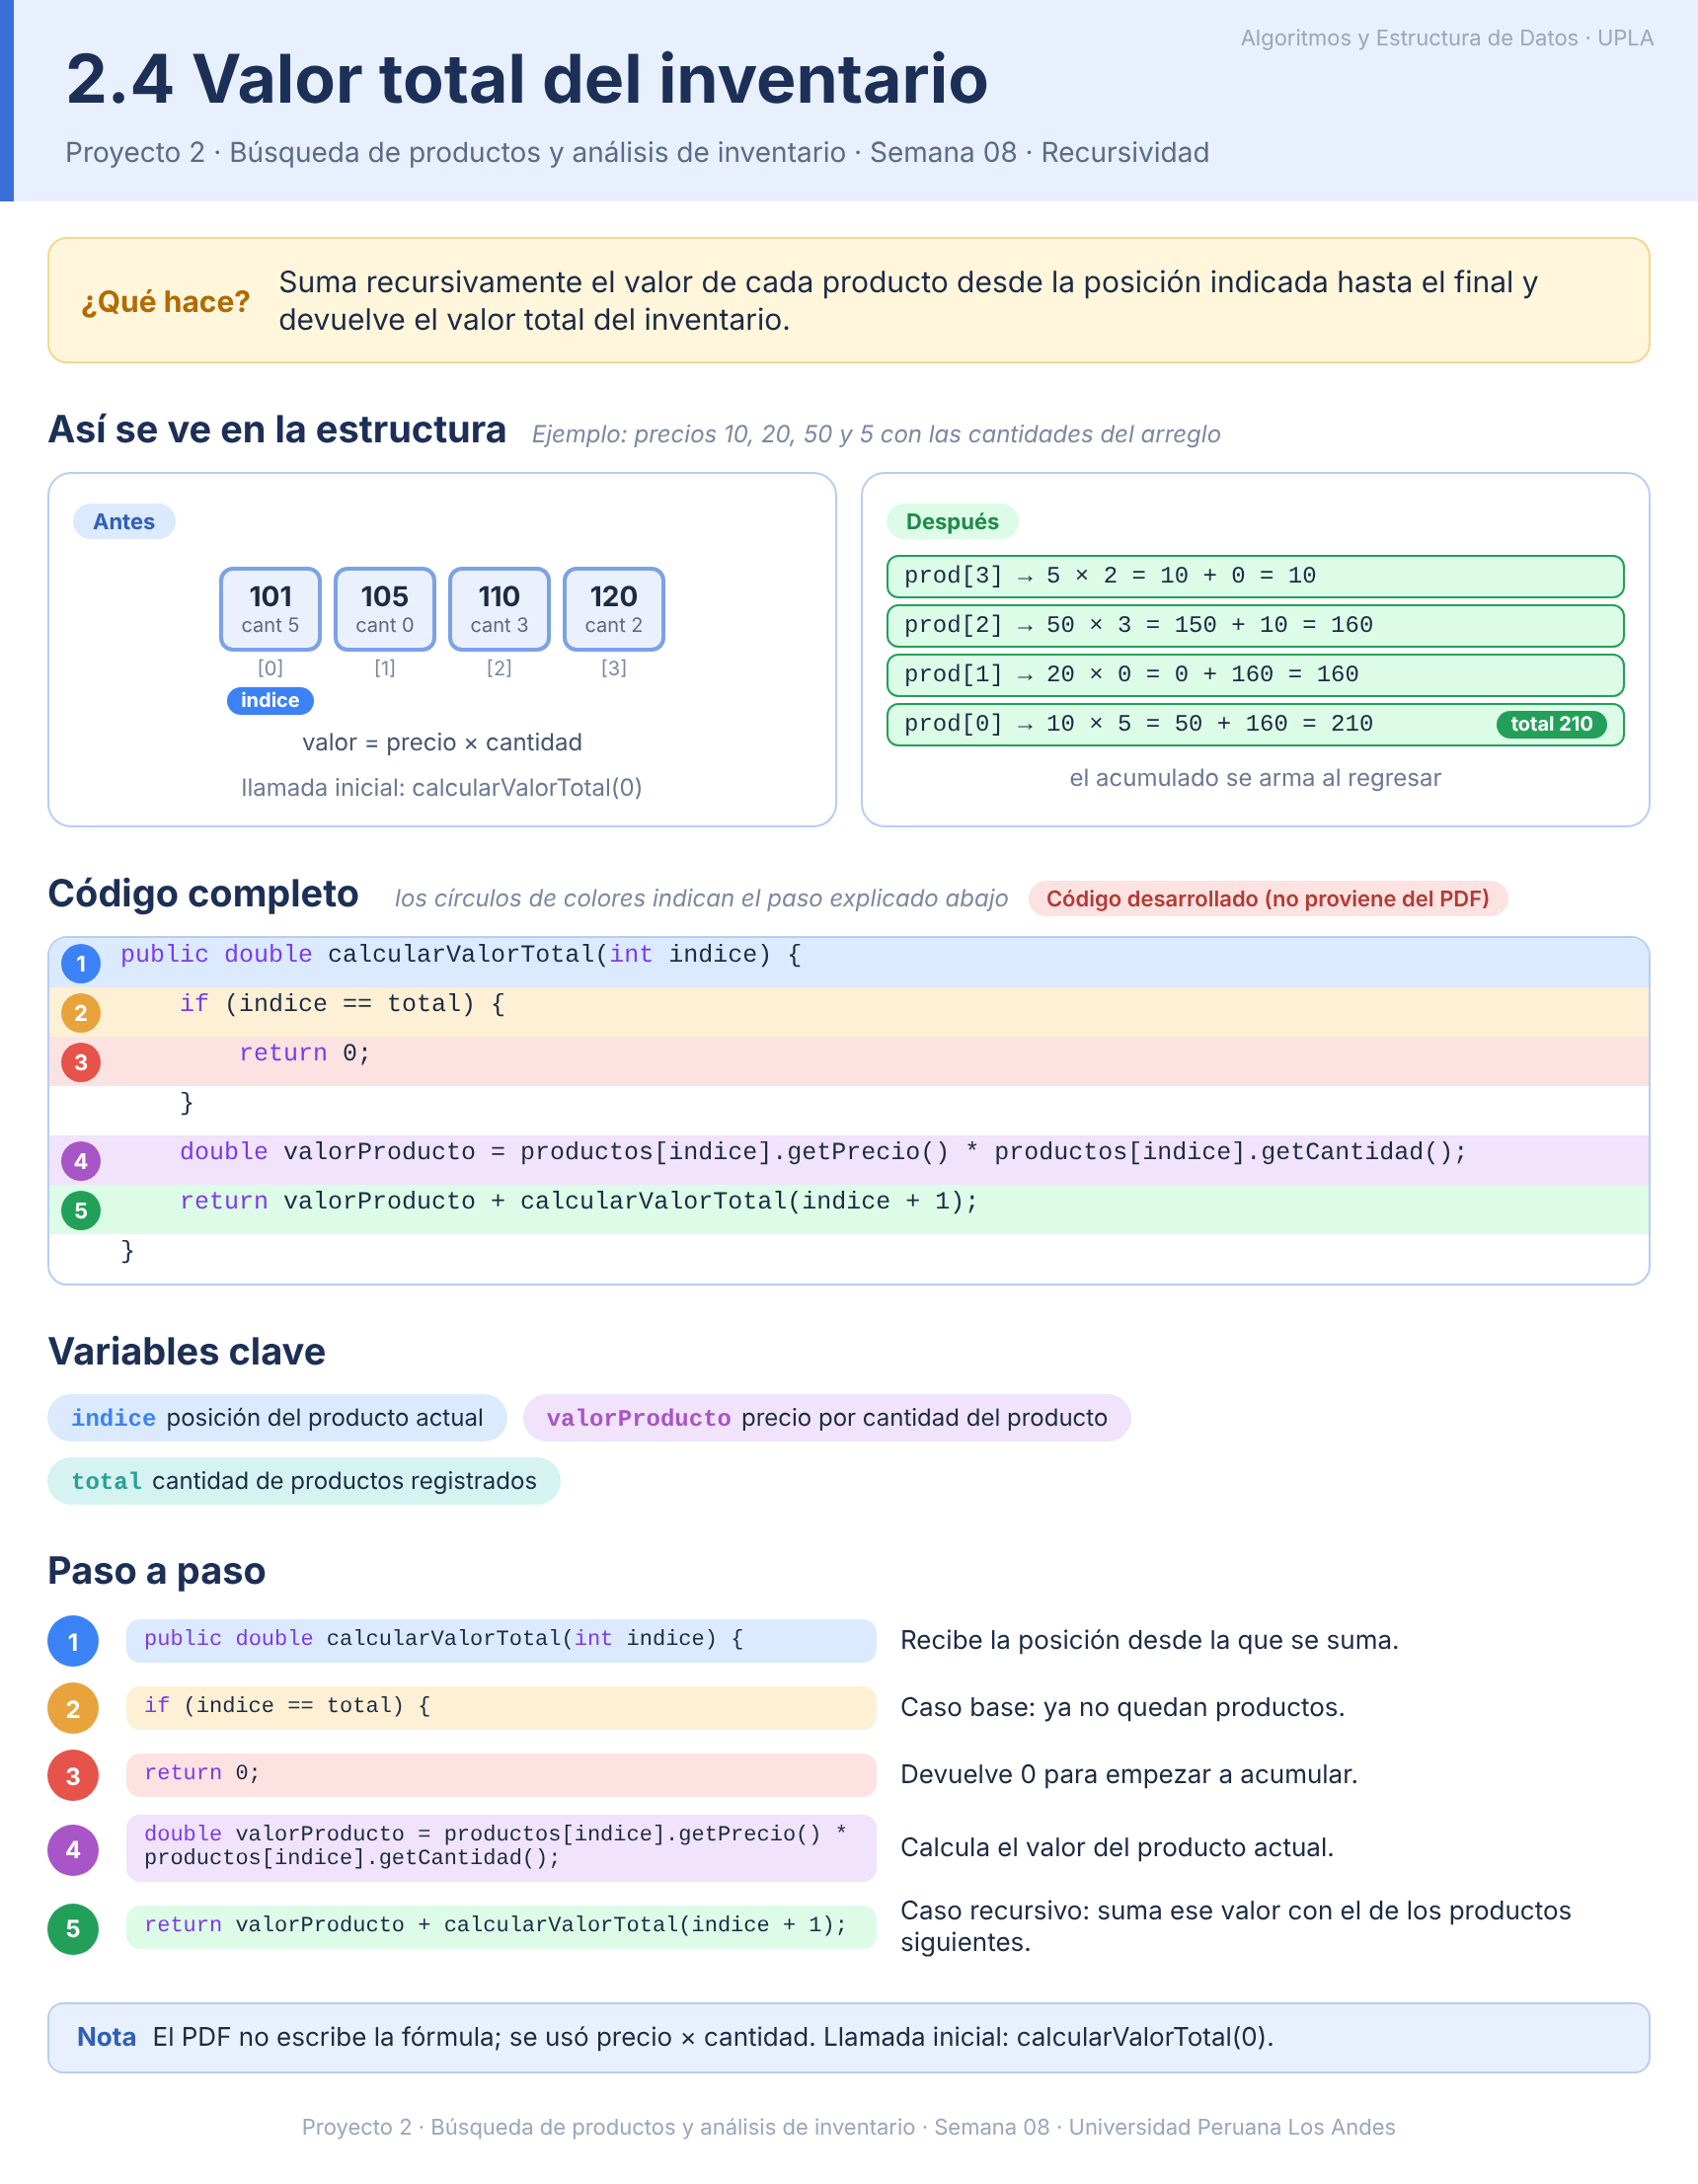 Algoritmos y Estructura de Datos · UPLA
2.4 Valor total del inventario
Proyecto 2 · Búsqueda de productos y análisis de inventario · Semana 08 · Recursividad
¿Qué hace?
Suma recursivamente el valor de cada producto desde la posición indicada hasta el final y
devuelve el valor total del inventario.
Así se ve en la estructura
Ejemplo: precios 10, 20, 50 y 5 con las cantidades del arreglo
Antes
101 105 110 120
cant 5 cant 0 cant 3 cant 2
[0] [1] [2] [3]
indice
valor = precio × cantidad
llamada inicial: calcularValorTotal(0)
Después
prod[3] → 5 × 2 = 10 + 0 = 10
prod[2] → 50 × 3 = 150 + 10 = 160
prod[1] → 20 × 0 = 0 + 160 = 160
prod[0] → 10 × 5 = 50 + 160 = 210 total 210
el acumulado se arma al regresar
Código completo
los círculos de colores indican el paso explicado abajo
Código desarrollado (no proviene del PDF)
1 public double calcularValorTotal(int indice) {
2 if (indice == total) {
3 return 0;
}
4 double valorProducto = productos[indice].getPrecio() * productos[indice].getCantidad();
5 return valorProducto + calcularValorTotal(indice + 1);
}
Variables clave
indice posición del producto actual
valorProducto precio por cantidad del producto
total cantidad de productos registrados
Paso a paso
1 public double calcularValorTotal(int indice) { Recibe la posición desde la que se suma.
2 if (indice == total) { Caso base: ya no quedan productos.
3 return 0; Devuelve 0 para empezar a acumular.
4 double valorProducto = productos[indice].getPrecio() *
productos[indice].getCantidad();
Calcula el valor del producto actual.
5 return valorProducto + calcularValorTotal(indice + 1);
Caso recursivo: suma ese valor con el de los productos
siguientes.
Nota El PDF no escribe la fórmula; se usó precio × cantidad. Llamada inicial: calcularValorTotal(0).
Proyecto 2 · Búsqueda de productos y análisis de inventario · Semana 08 · Universidad Peruana Los Andes